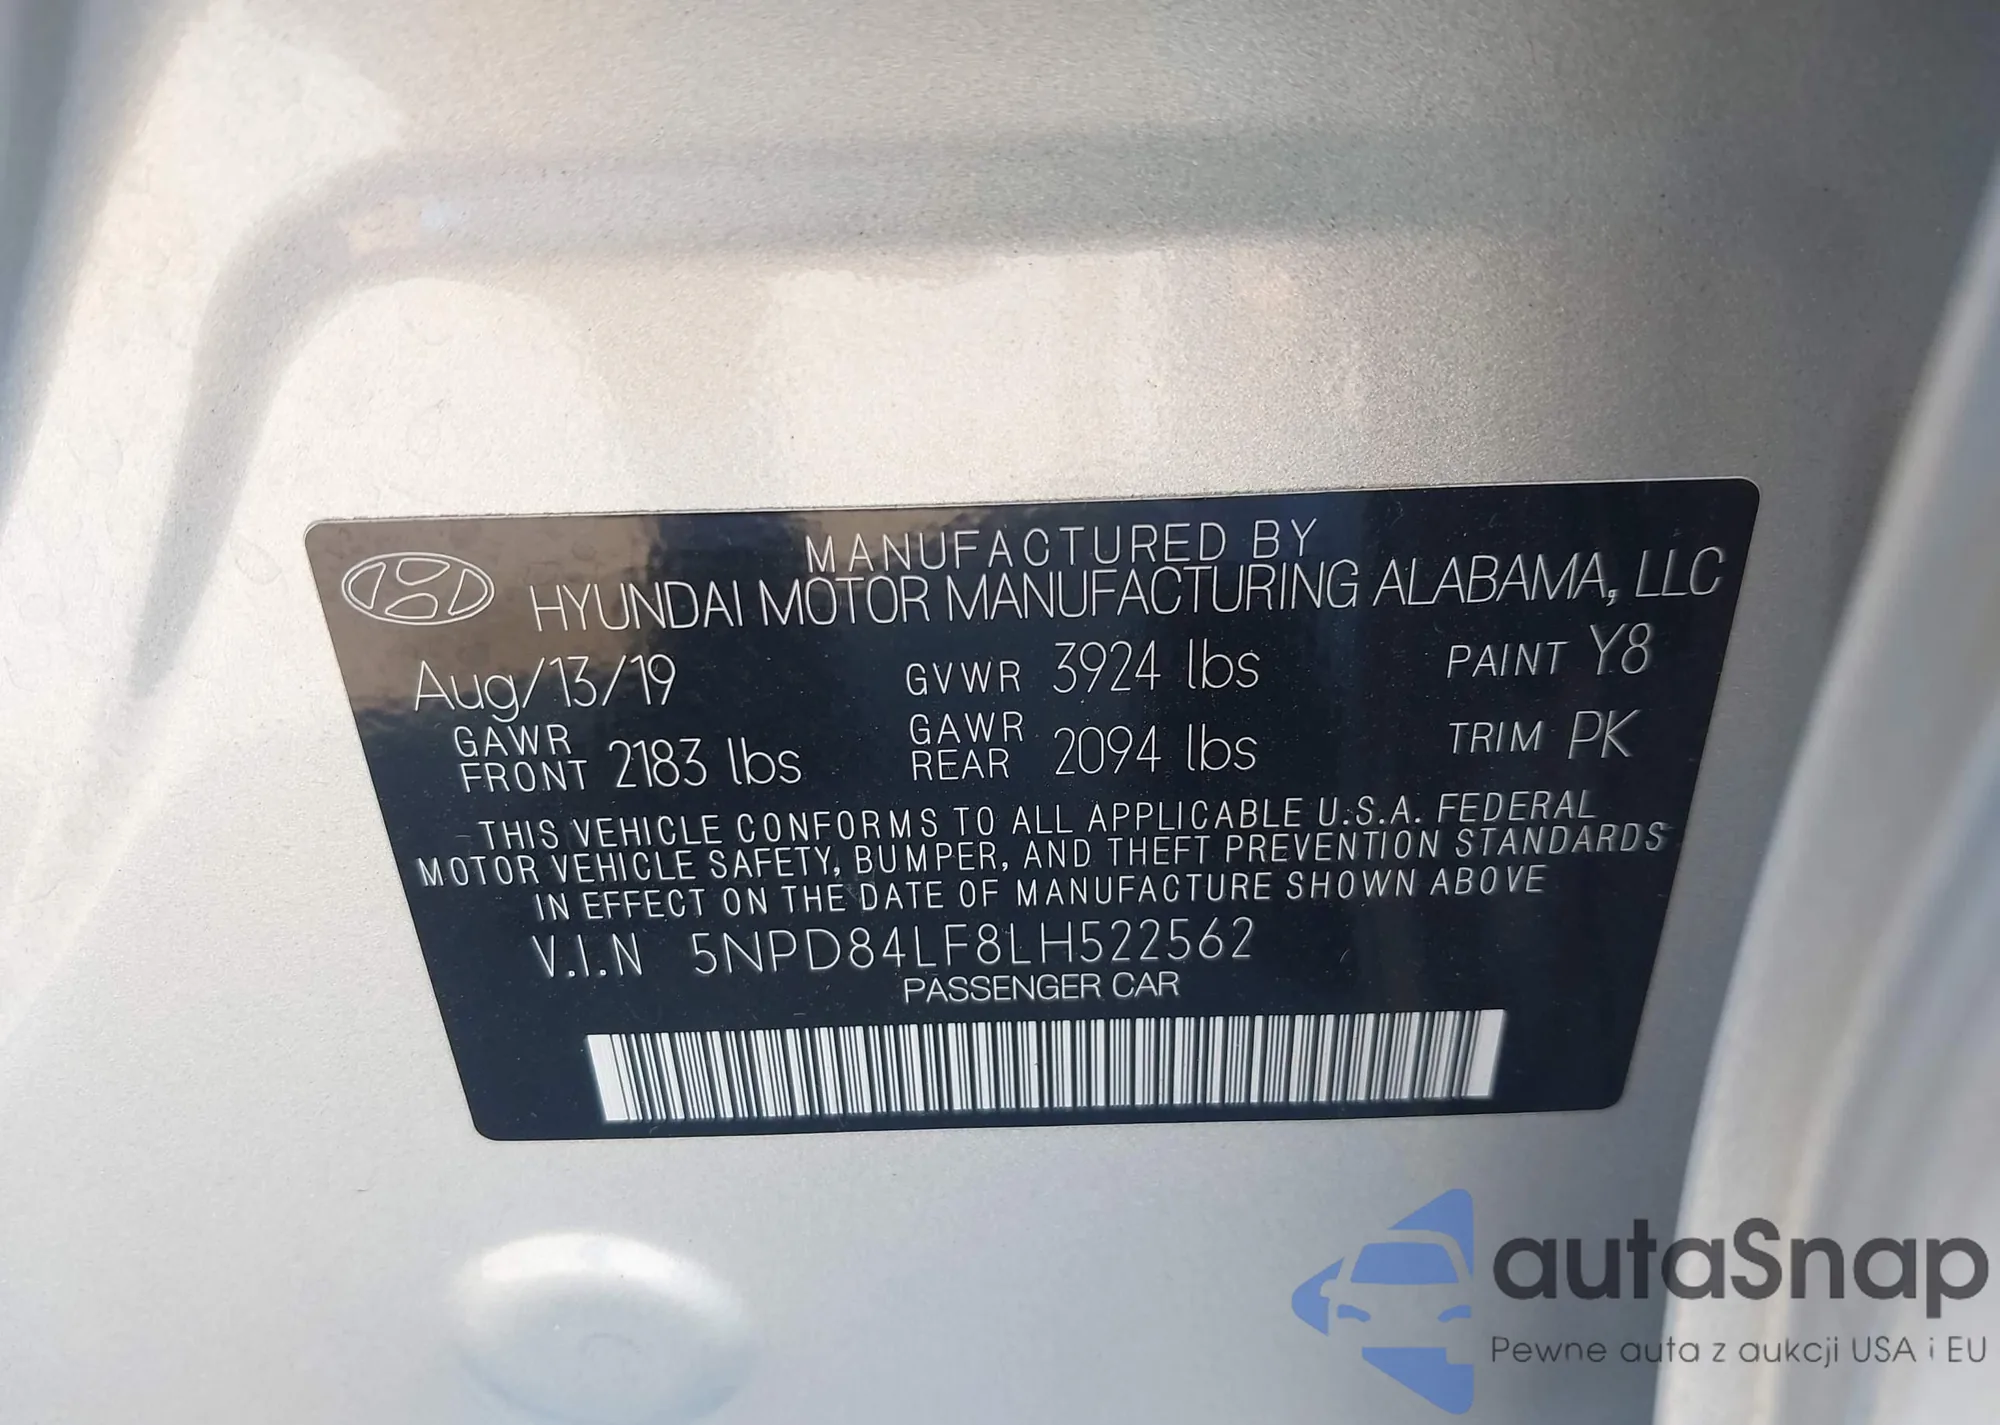 MANUFACTURED BY
HYUNDAI MOTOR MANUFACTURING ALABAMA, LLC
Aug/13/19 GVWR 3924 lbs PAINT Y8
GAWR FRONT 2183 lbs GAWR REAR 2094 lbs TRIM PK
THIS VEHICLE CONFORMS TO ALL APPLICABLE U.S.A. FEDERAL
MOTOR VEHICLE SAFETY, BUMPER, AND THEFT PREVENTION STANDARDS
IN EFFECT ON THE DATE OF MANUFACTURE SHOWN ABOVE
V.I.N 5NPD84LF8LH522562
PASSENGER CAR
autaSnap
Pewne auta z aukcji USA i EU